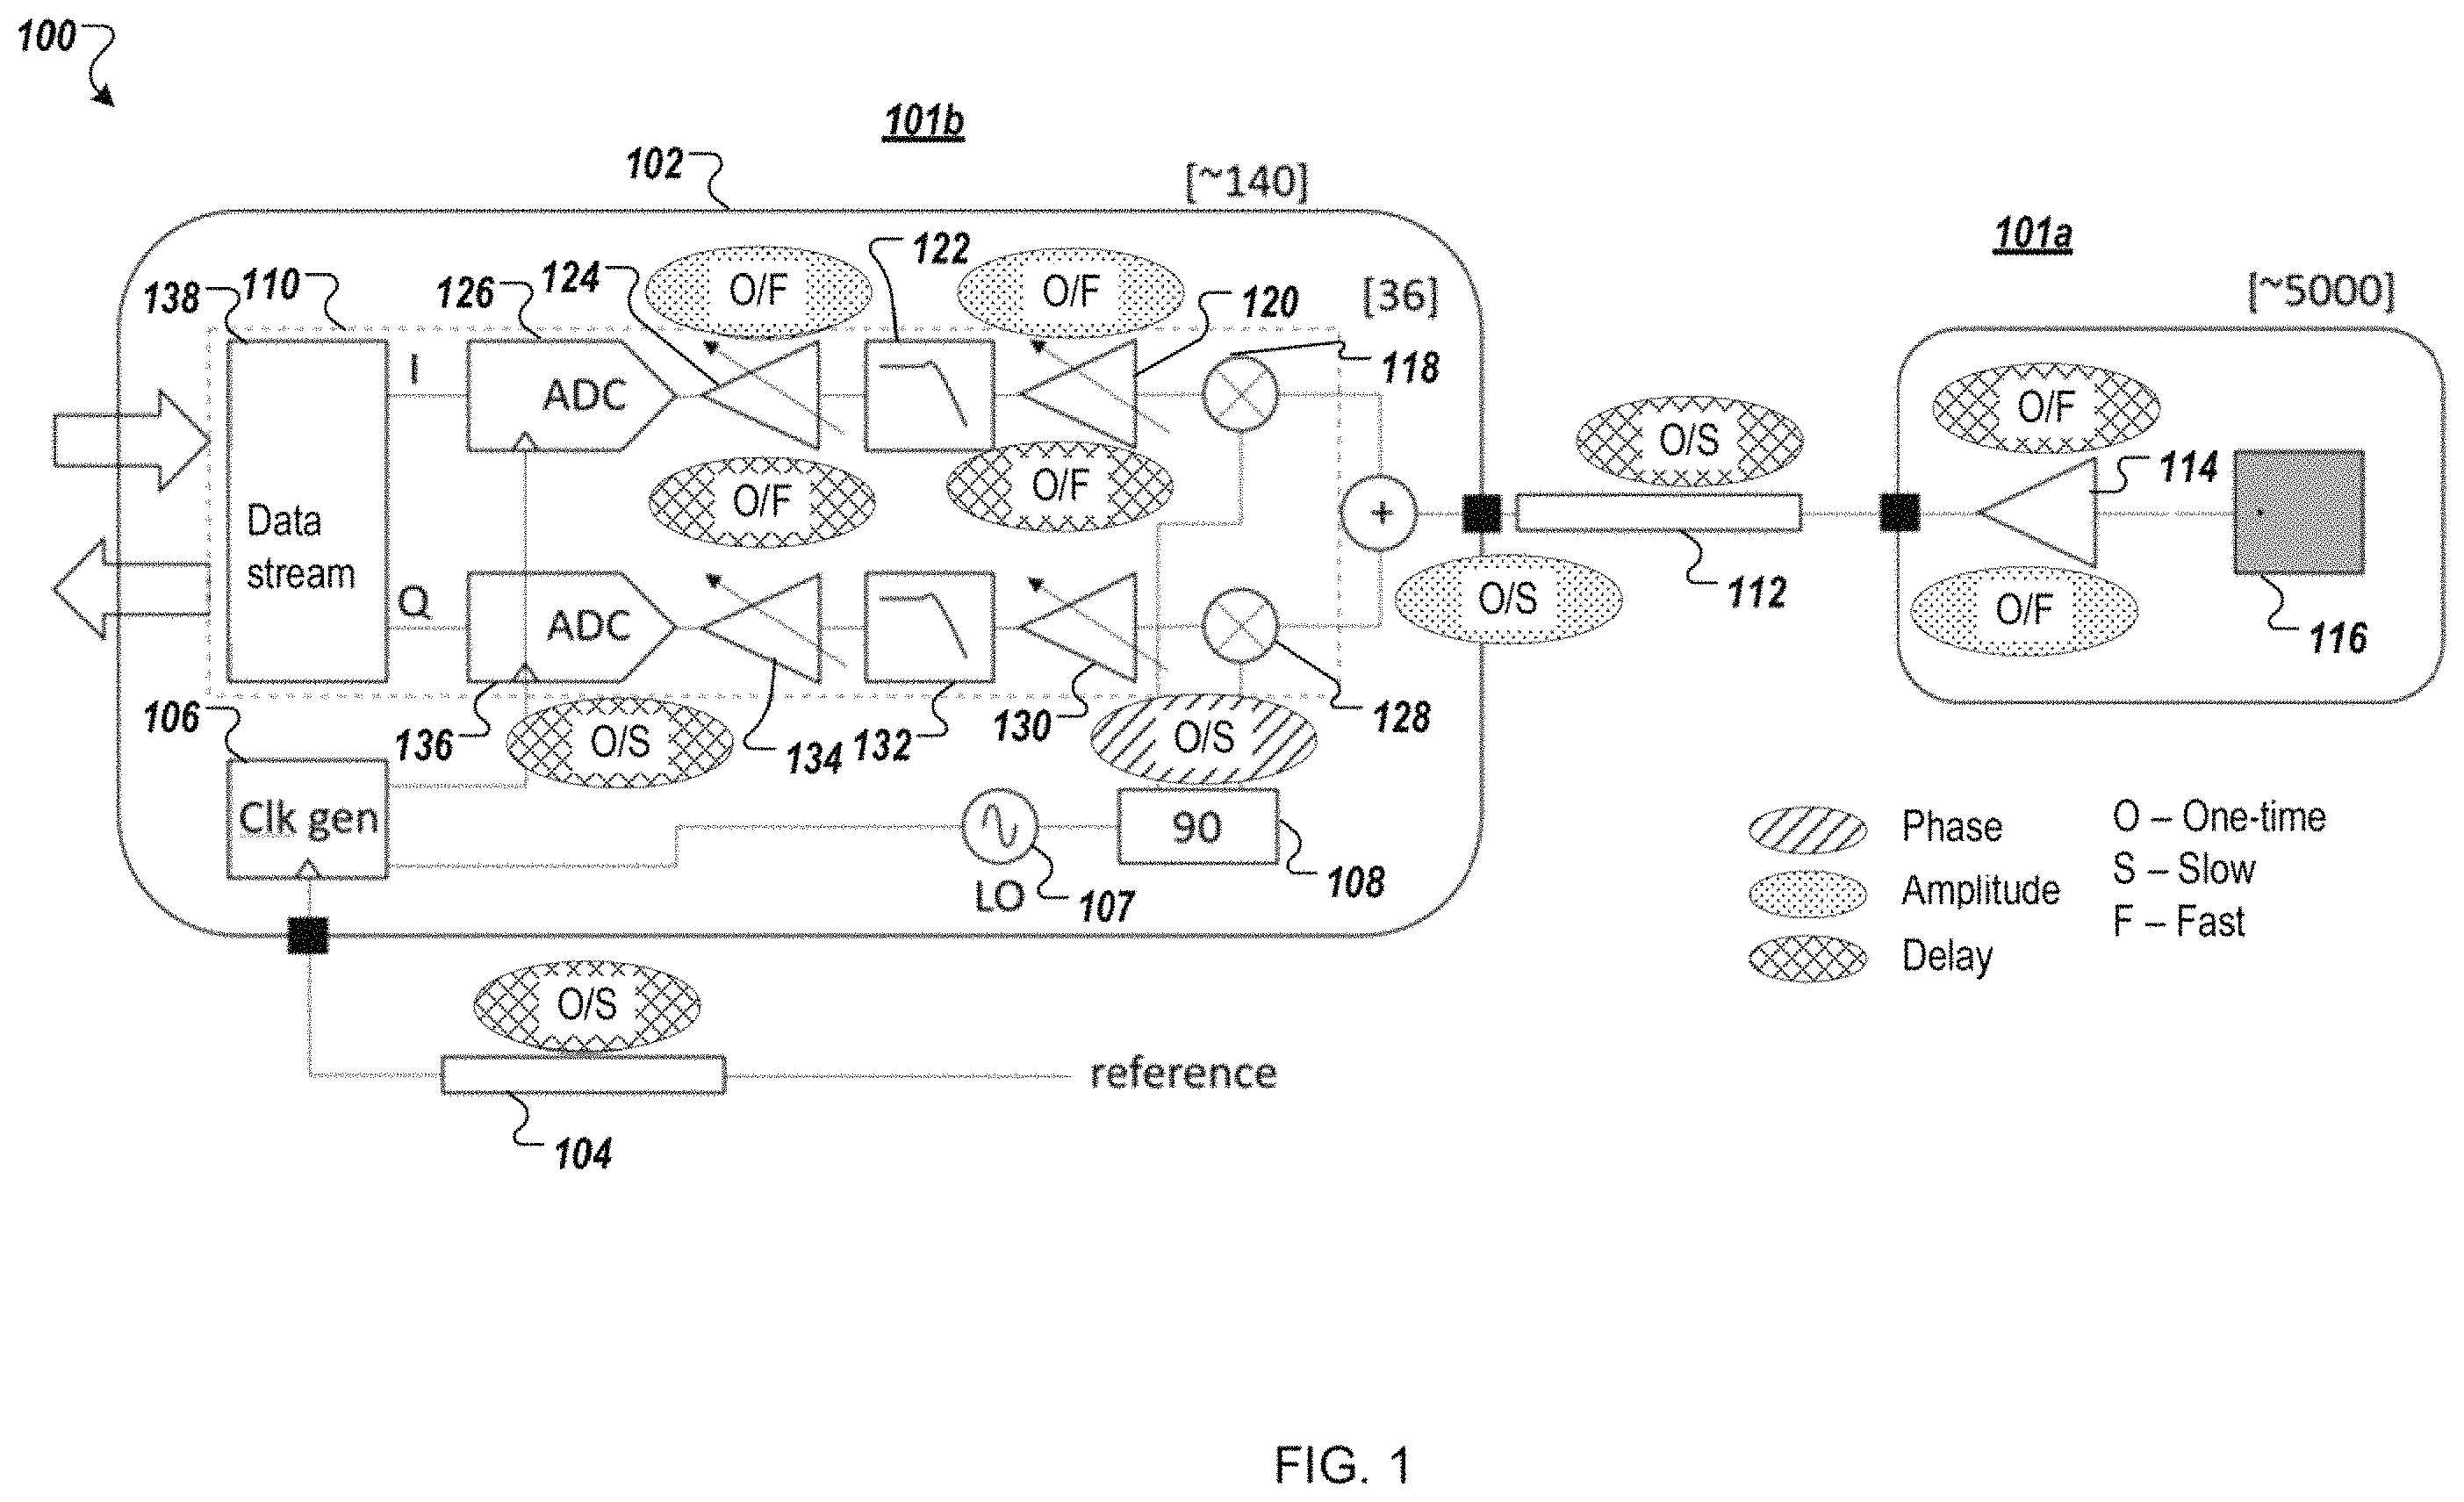 100
101b
102
[~140]
101a
[~5000]
[36]
138
110
126
124
O/F
122
O/F
120
118
I
ADC
O/F
O/F
O/S
O/F
114
Data
stream
+
Q
ADC
O/S
112
O/F
116
106
136
O/S
134
132
130
O/S
128
Clk gen
LO
107
90
108
Phase
Amplitude
Delay
O – One-time
S – Slow
F – Fast
O/S
reference
104
FIG. 1